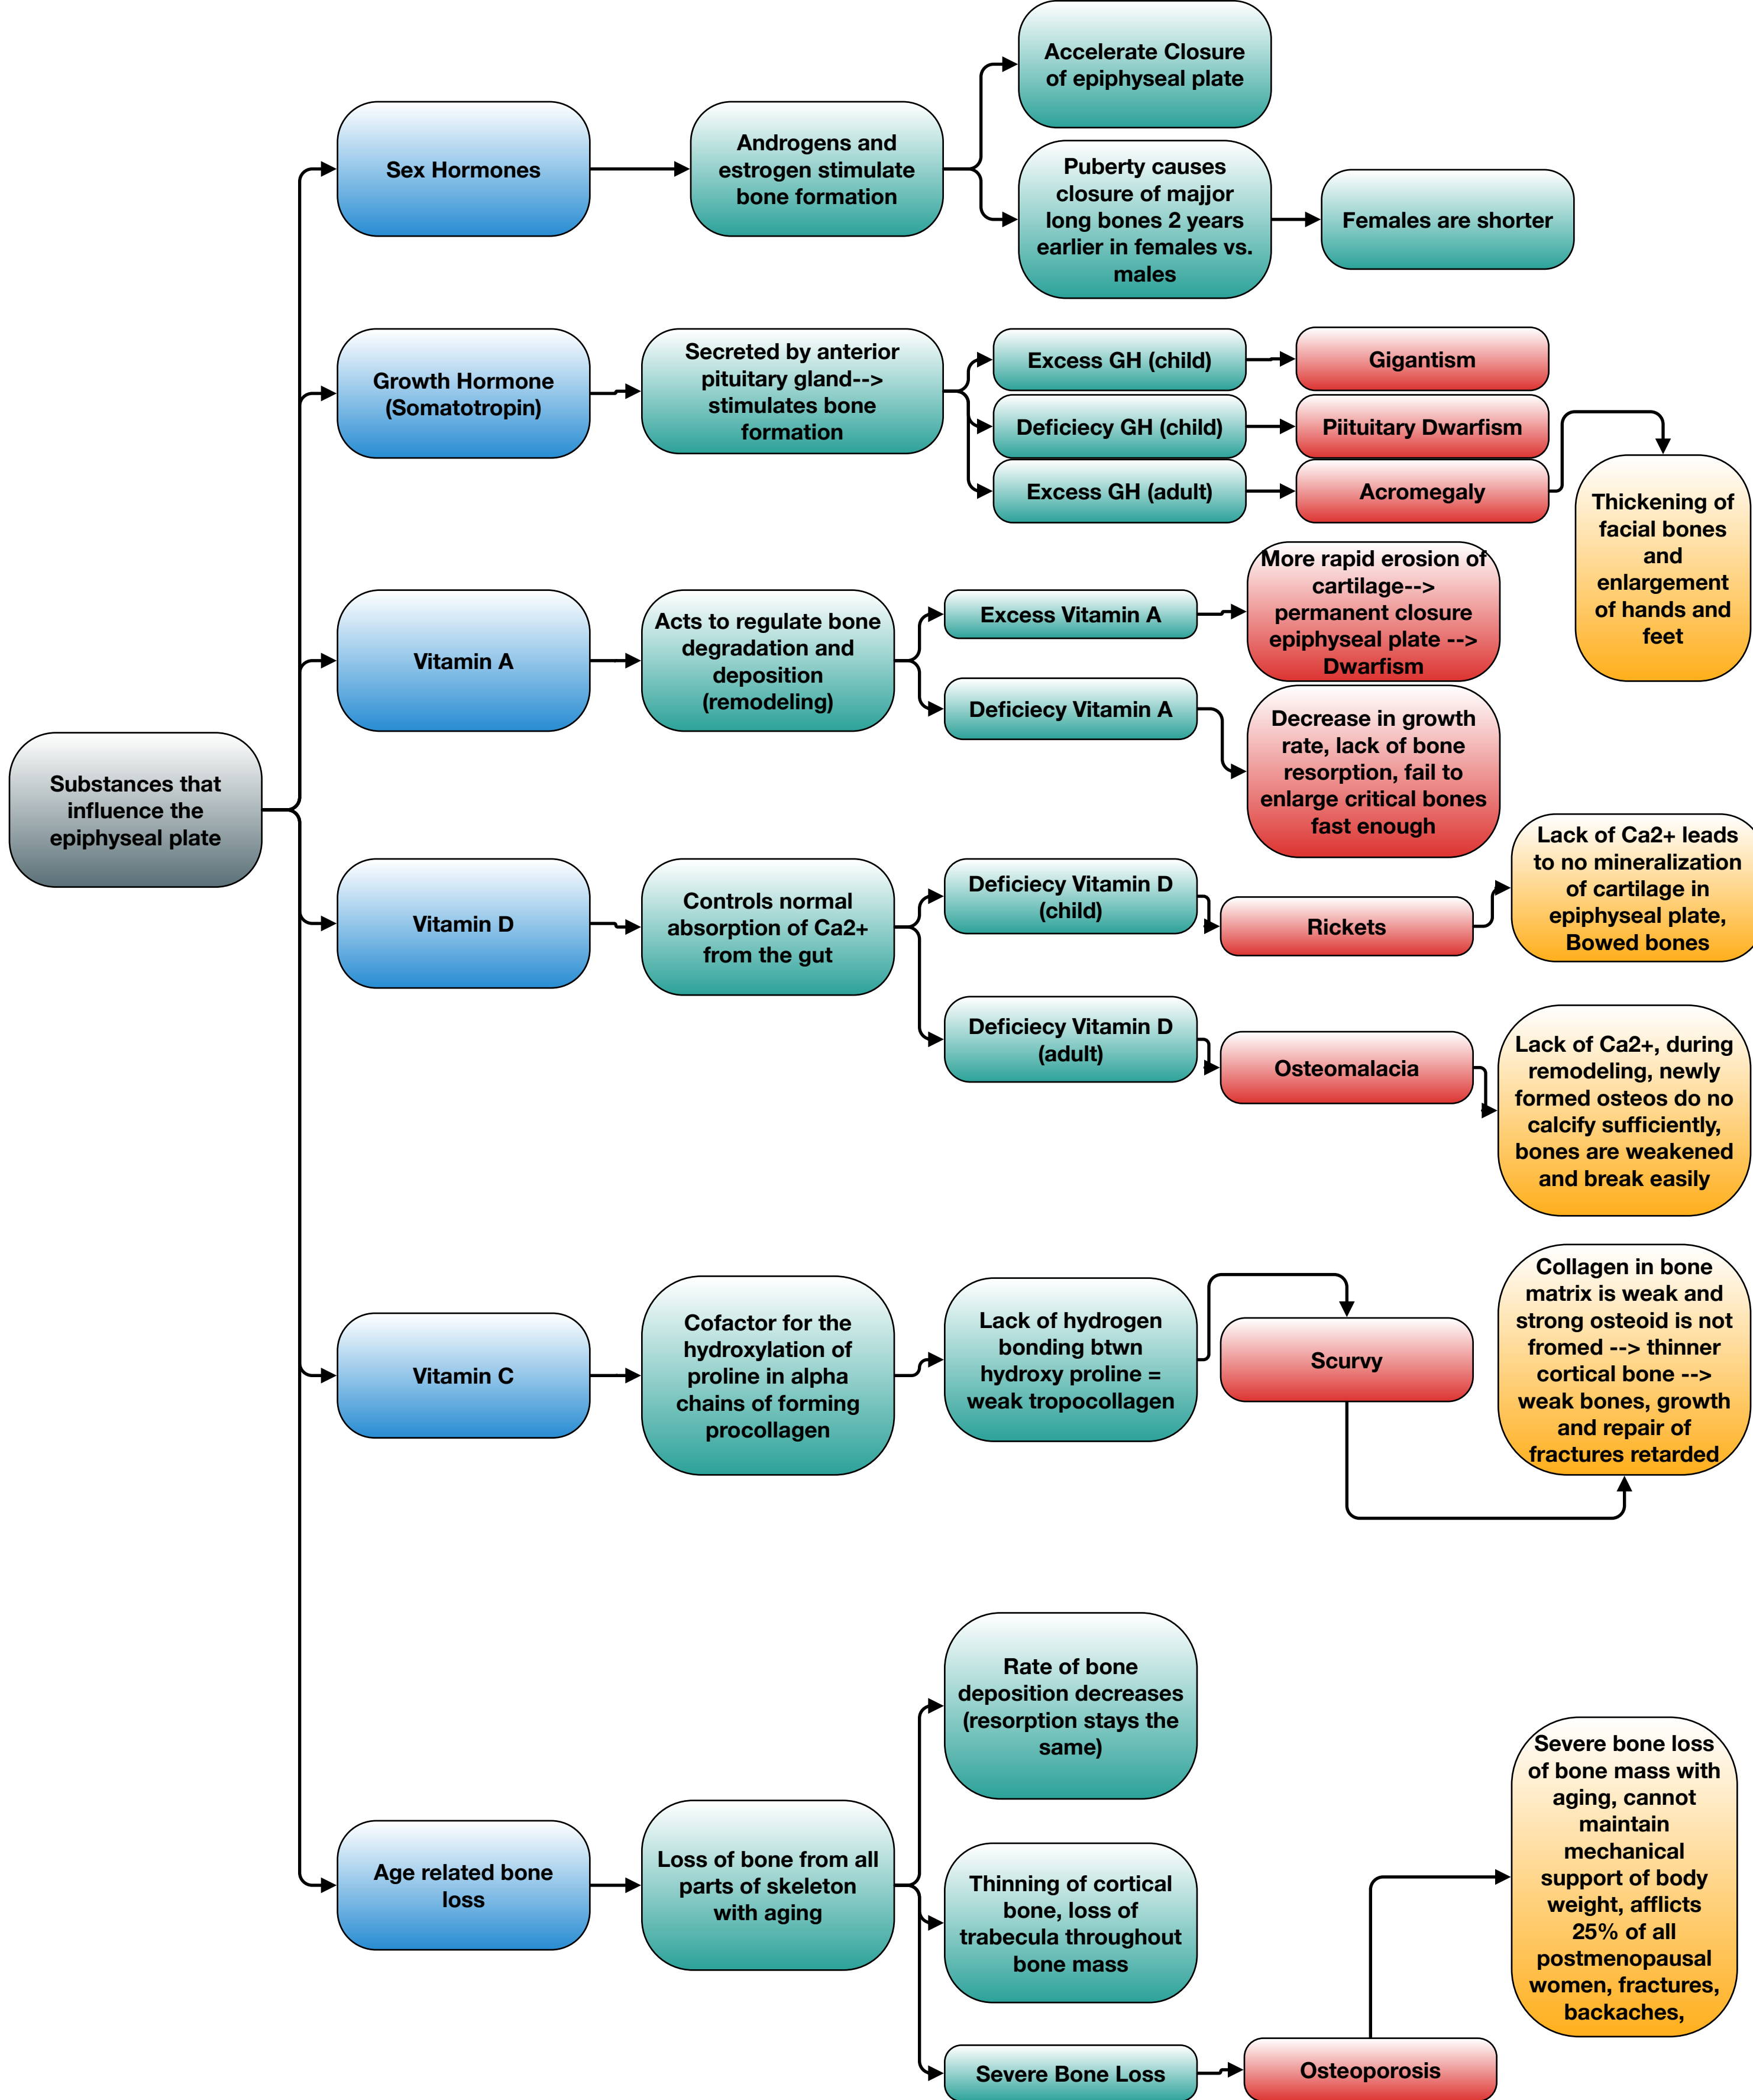 Accelerate Closure
of epiphyseal plate
Sex Hormones
Androgens and
estrogen stimulate
bone formation
Puberty causes
closure of majjor
long bones 2 years
earlier in females vs.
males
Females are shorter
Growth Hormone
(Somatotropin)
Secreted by anterior
pituitary gland-->
stimulates bone
formation
Excess GH (child)
Gigantism
Deficiecy GH (child)
Piituitary Dwarfism
Excess GH (adult)
Acromegaly
Thickening of
facial bones
and
enlargement
of hands and
feet
Vitamin A
Acts to regulate bone
degradation and
deposition
(remodeling)
Excess Vitamin A
More rapid erosion of
cartilage-->
permanent closure
epiphyseal plate -->
Dwarfism
Deficiecy Vitamin A
Decrease in growth
rate, lack of bone
resorption, fail to
enlarge critical bones
fast enough
Substances that
influence the
epiphyseal plate
Vitamin D
Controls normal
absorption of Ca2+
from the gut
Deficiecy Vitamin D
(child)
Rickets
Lack of Ca2+ leads
to no mineralization
of cartilage in
epiphyseal plate,
Bowed bones
Deficiecy Vitamin D
(adult)
Osteomalacia
Lack of Ca2+, during
remodeling, newly
formed osteos do no
calcify sufficiently,
bones are weakened
and break easily
Vitamin C
Cofactor for the
hydroxylation of
proline in alpha
chains of forming
procollagen
Lack of hydrogen
bonding btwn
hydroxy proline =
weak tropocollagen
Scurvy
Collagen in bone
matrix is weak and
strong osteoid is not
fromed --> thinner
cortical bone -->
weak bones, growth
and repair of
fractures retarded
Age related bone
loss
Loss of bone from all
parts of skeleton
with aging
Rate of bone
deposition decreases
(resorption stays the
same)
Thinning of cortical
bone, loss of
trabecula throughout
bone mass
Severe Bone Loss
Osteoporosis
Severe bone loss
of bone mass with
aging, cannot
maintain
mechanical
support of body
weight, afflicts
25% of all
postmenopausal
women, fractures,
backaches,